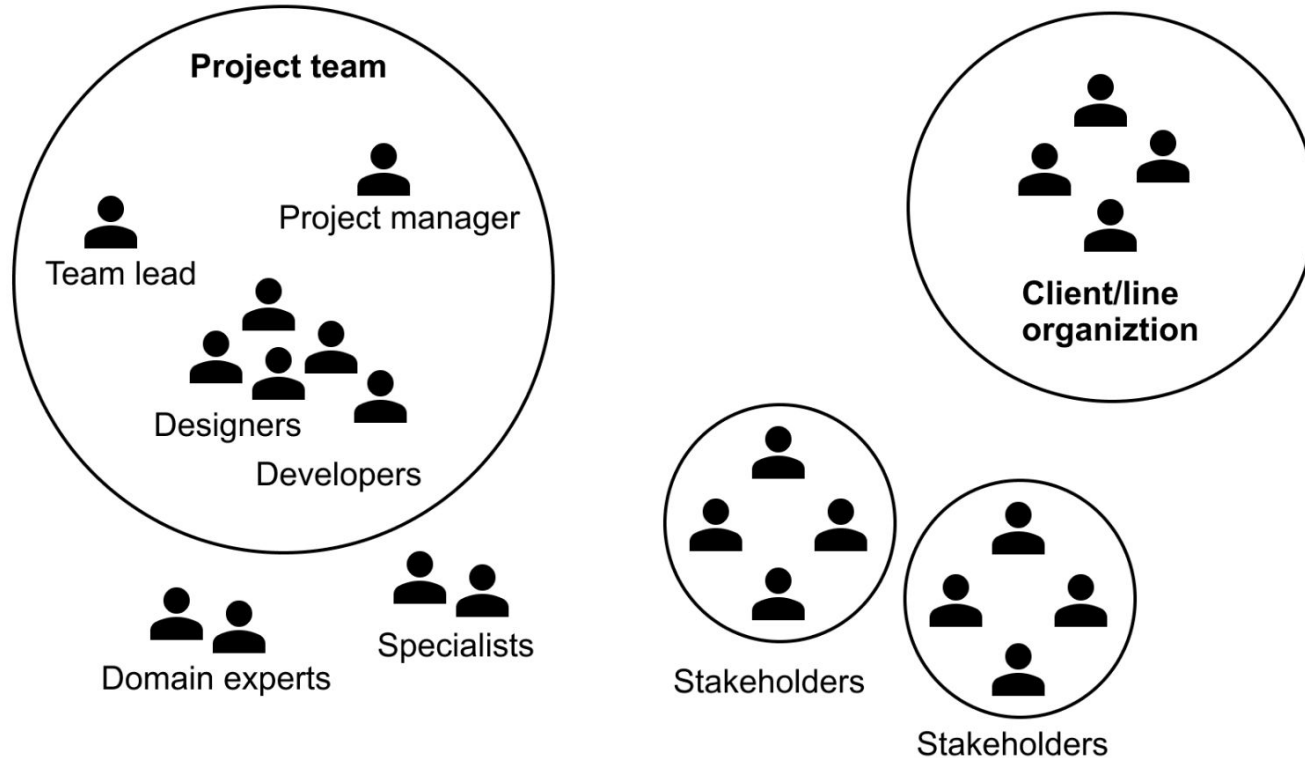 Project team
Project manager
Team lead
Designers
Developers
Domain experts
Specialists
Client/line
organiztion
Stakeholders
Stakeholders